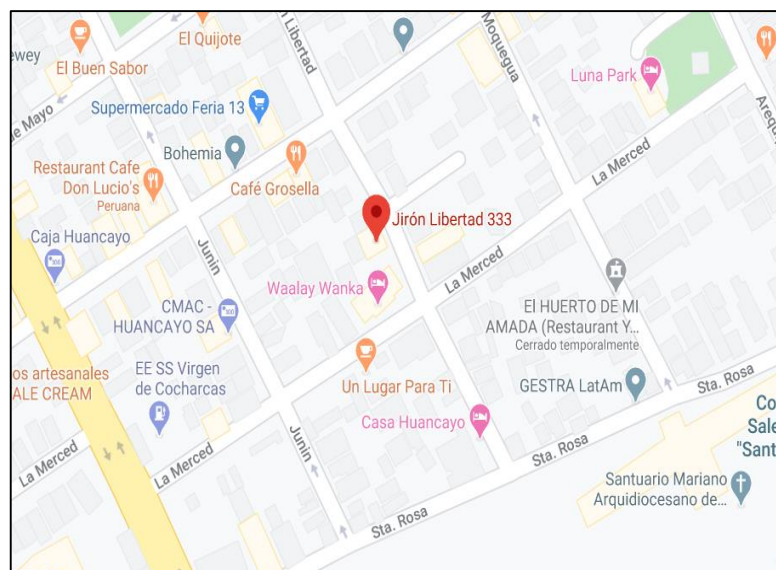 ewey
El Buen Sabor
El Quijote
n Libertad
Moquegua
Luna Park
Arequi
de Mayo
Supermercado Feria 13
Bohemia
Café Grosella
La Merced
Restaurant Cafe
Don Lucio's
Peruana
Jirón Libertad 333
Caja Huancayo
Junin
Waalay Wanka
La Merced
CMAC -
HUANCAYO SA
El HUERTO DE MI
AMADA (Restaurant Y...
Cerrado temporalmente
os artesanales
ALE CREAM
EE SS Virgen
de Cocharcas
Un Lugar Para Ti
GESTRA LatAm
Sta. Rosa
Casa Huancayo
Co
Sale
"Sant
Junin
La Merced
La Merced
Sta. Rosa
Santuario Mariano
Arquidiocesano de...
Sta. Rosa